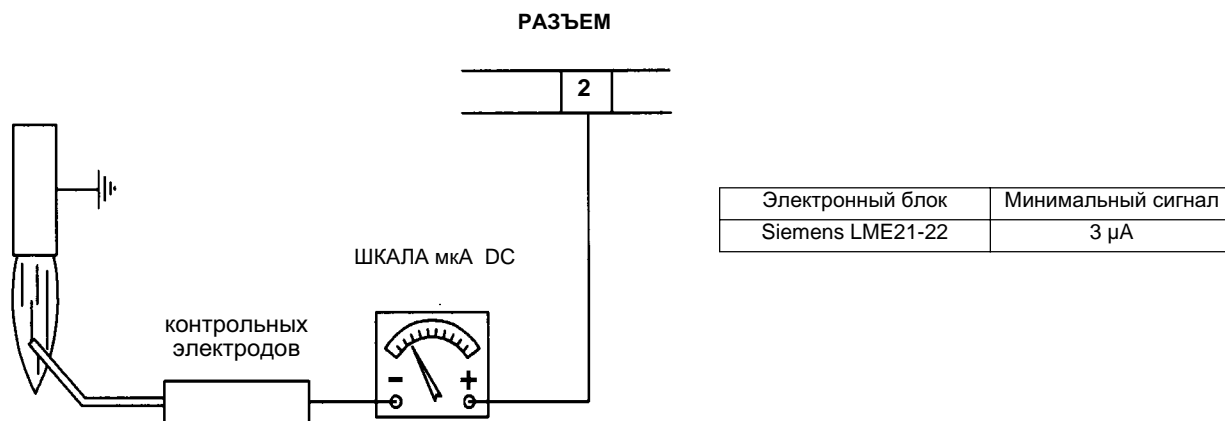 РАЗЪЕМ
2
Электронный блок Минимальный сигнал
Siemens LME21-22 3 µA
ШКАЛА мкА DC
контрольных
электродов
- +